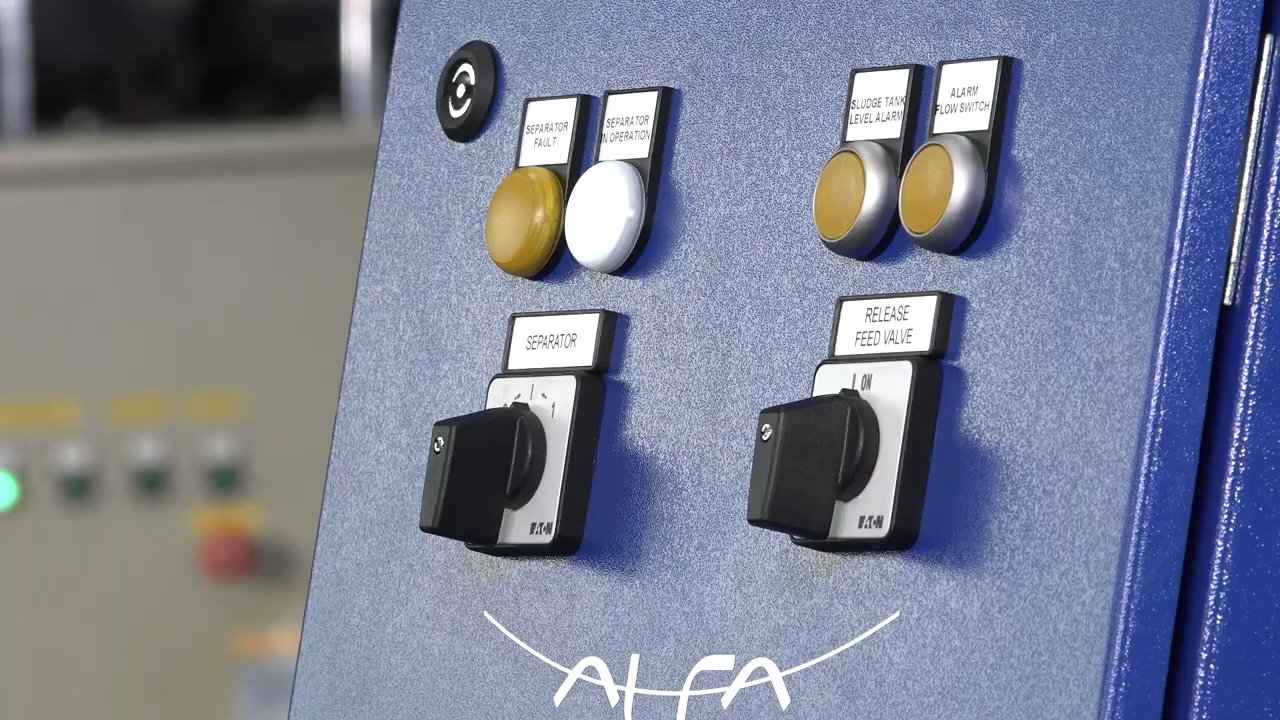 SEPARATOR
FAULT
SEPARATOR
IN OPERATION
SLUDGE TANK
LEVEL ALARM
ALARM
FLOW SWITCH
SEPARATOR
RELEASE
FEED VALVE
1
EATON
I ON
EATON
ALFA